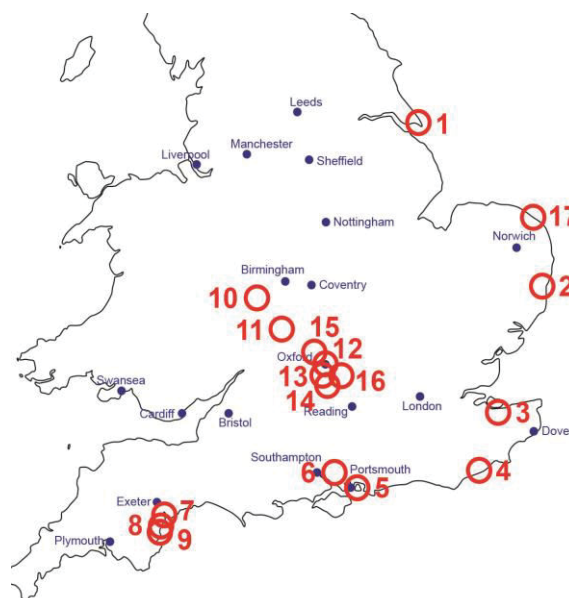 Leeds
1
Manchester
Liverpool
Sheffield
17
Nottingham
Norwich
Birmingham
2
10
Coventry
11
15
Oxford
12
13
16
14
Swansea
Reading
London
3
Cardiff
Bristol
Dove
Southampton
6
Portsmouth
4
5
Exeter
7
8
9
Plymouth